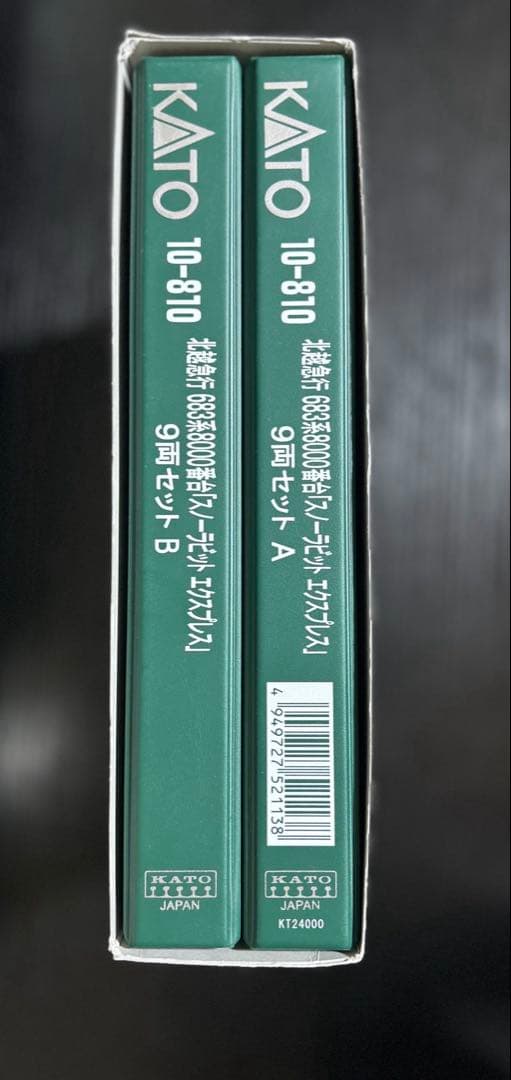 KATO
10-810
北越急行 683系8000番台「スノーラビット エクスプレス」
9両セット A
4 949727 521138
KATO
JAPAN
KT24000
KATO
10-810
北越急行 683系8000番台「スノーラビット エクスプレス」
9両セット B
KATO
JAPAN